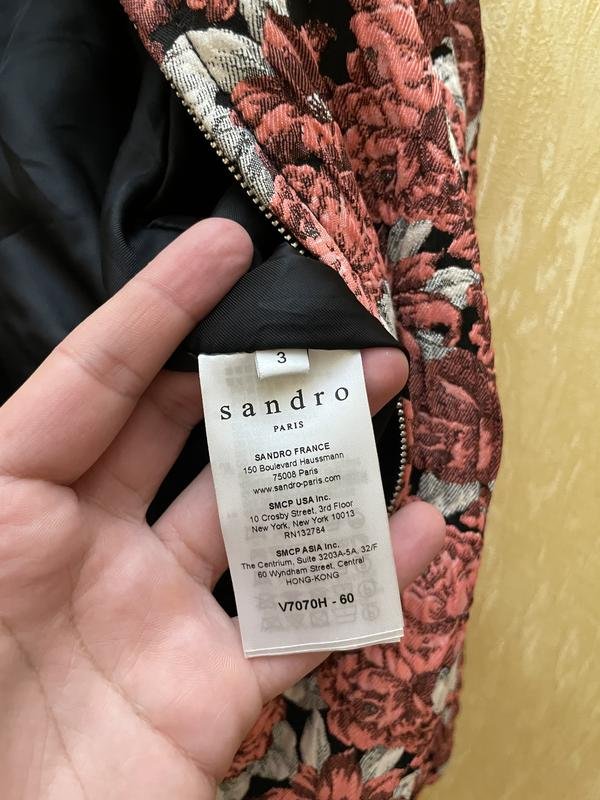 3
sandro
PARIS
SANDRO FRANCE
150 Boulevard Haussmann
75008 Paris
www.sandro-paris.com
SMCP USA Inc.
10 Crosby Street, 3rd Floor
New York, New York 10013
RN132784
SMCP ASIA Inc.
The Centrium, Suite 3203A-5A, 32/F
60 Wyndham Street, Central
HONG-KONG
V7070H - 60